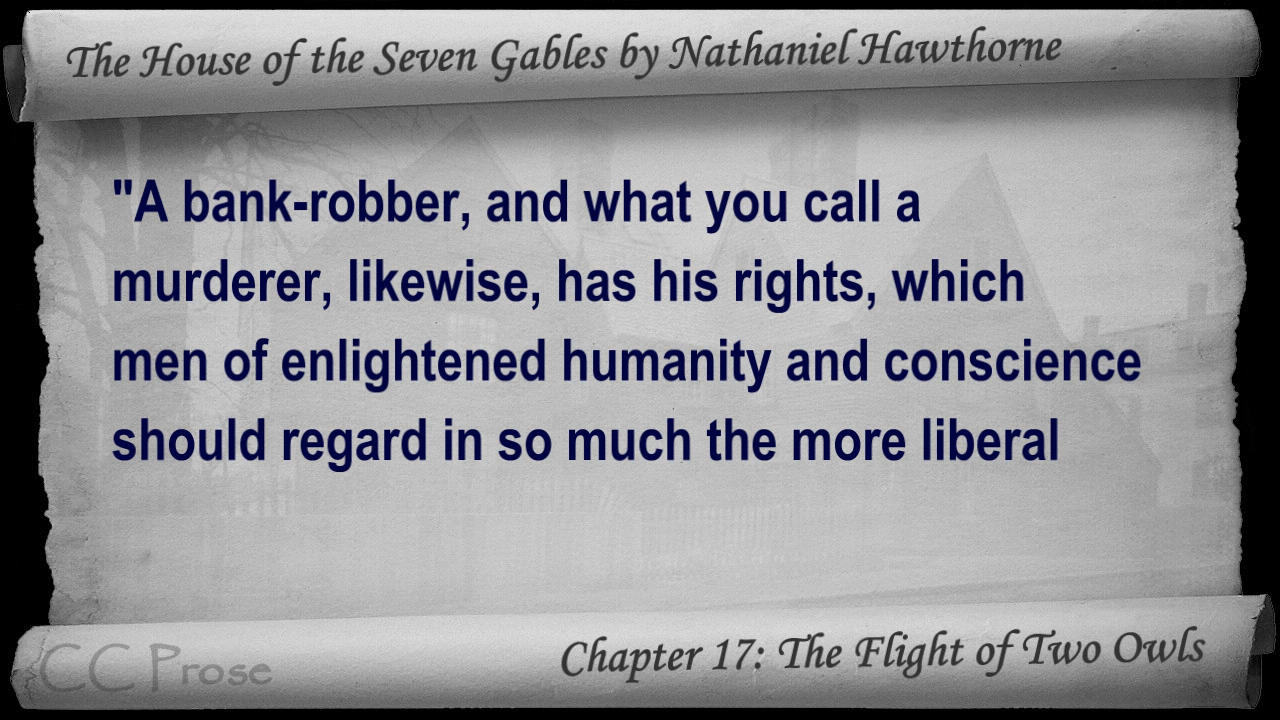 The House of the Seven Gables by Nathaniel Hawthorne
"A bank-robber, and what you call a
murderer, likewise, has his rights, which
men of enlightened humanity and conscience
should regard in so much the more liberal
CC Prose
Chapter 17: The Flight of Two Owls